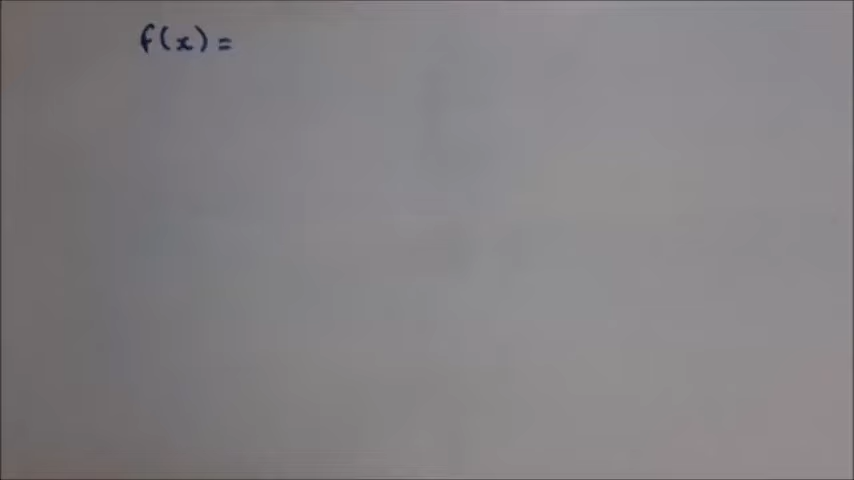 f(x) =